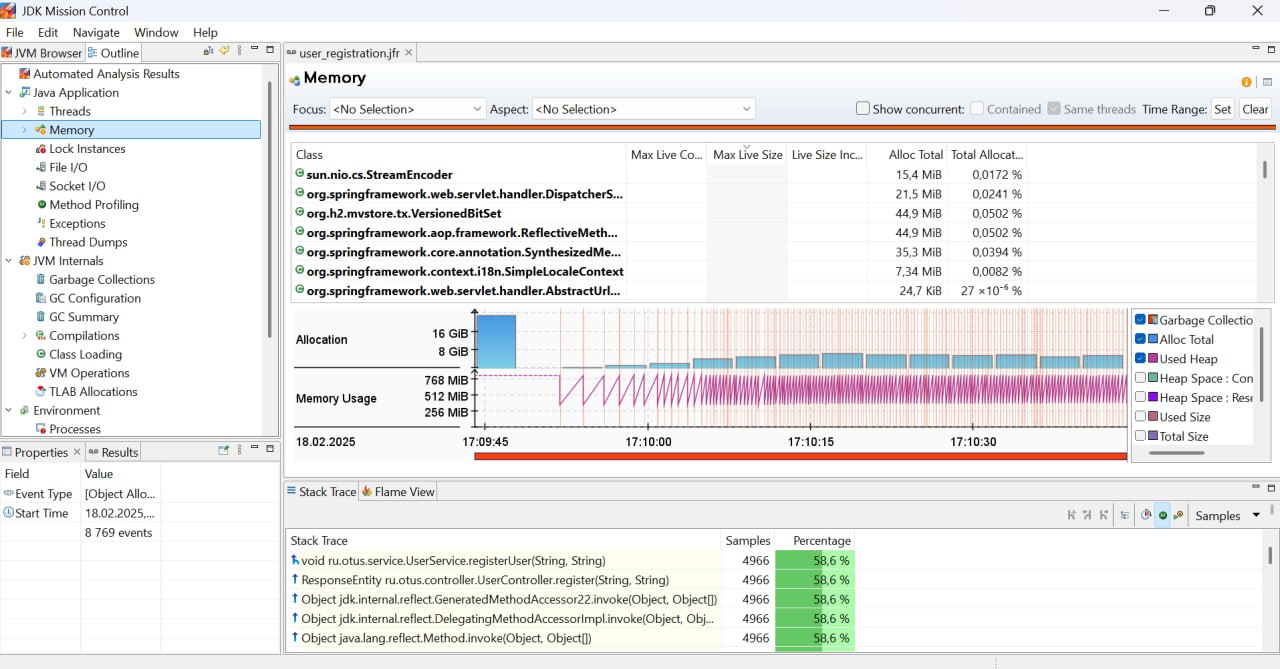 JDK Mission Control
File Edit Navigate Window Help
JVM Browser Outline
Automated Analysis Results
Java Application
Threads
Memory
Lock Instances
File I/O
Socket I/O
Method Profiling
Exceptions
Thread Dumps
JVM Internals
Garbage Collections
GC Configuration
GC Summary
Compilations
Class Loading
VM Operations
TLAB Allocations
Environment
Processes
Properties Results
Field Value
Event Type [Object Allo...
Start Time 18.02.2025,...
8 769 events
user_registration.jfr
Memory
Focus: <No Selection> Aspect: <No Selection> Show concurrent: Contained Same threads Time Range: Set Clear
Class Max Live Co... Max Live Size Live Size Inc... Alloc Total Total Allocat...
sun.nio.cs.StreamEncoder 15,4 MiB 0,0172 %
org.springframework.web.servlet.handler.DispatcherS... 21,5 MiB 0,0241 %
org.h2.mvstore.tx.VersionedBitSet 44,9 MiB 0,0502 %
org.springframework.aop.framework.ReflectiveMeth... 44,9 MiB 0,0502 %
org.springframework.core.annotation.SynthesizedMe... 35,3 MiB 0,0394 %
org.springframework.context.i18n.SimpleLocaleContext 7,34 MiB 0,0082 %
org.springframework.web.servlet.handler.AbstractUrl... 24,7 KiB 27 ×10⁻⁶ %
Allocation
16 GiB
8 GiB
Memory Usage
768 MiB
512 MiB
256 MiB
18.02.2025 17:09:45 17:10:00 17:10:15 17:10:30
Garbage Collectio
Alloc Total
Used Heap
Heap Space : Con
Heap Space : Rese
Used Size
Total Size
Stack Trace Flame View
Samples
Stack Trace Samples Percentage
void ru.otus.service.UserService.registerUser(String, String) 4966 58,6 %
ResponseEntity ru.otus.controller.UserController.register(String, String) 4966 58,6 %
Object jdk.internal.reflect.GeneratedMethodAccessor22.invoke(Object, Object[]) 4966 58,6 %
Object jdk.internal.reflect.DelegatingMethodAccessorImpl.invoke(Object, Obj... 4966 58,6 %
Object java.lang.reflect.Method.invoke(Object, Object[]) 4966 58,6 %